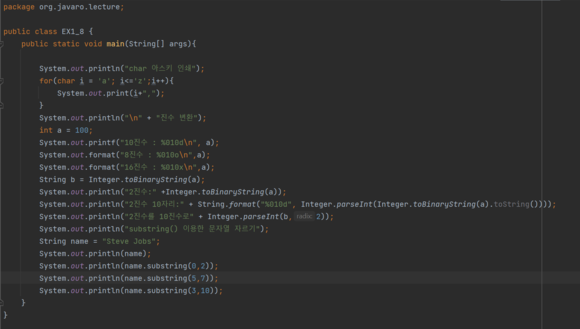 package org.javaro.lecture;
public class EX1_8 {
public static void main(String[] args){
System.out.println("char 아스키 인쇄");
for(char i = 'a'; i<='z';i++){
System.out.print(i+",");
}
System.out.println("\n" + "진수 변환");
int a = 100;
System.out.printf("10진수 : %010d\n", a);
System.out.format("8진수 : %010o\n",a);
System.out.format("16진수 : %010x\n",a);
String b = Integer.toBinaryString(a);
System.out.println("2진수:" +Integer.toBinaryString(a));
System.out.println("2진수 10자리:" + String.format("%010d", Integer.parseInt(Integer.toBinaryString(a).toString())));
System.out.println("2진수를 10진수로" + Integer.parseInt(b, radix: 2));
System.out.println("substring() 이용한 문자열 자르기");
String name = "Steve Jobs";
System.out.println(name);
System.out.println(name.substring(0,2));
System.out.println(name.substring(5,7));
System.out.println(name.substring(3,10));
}
}